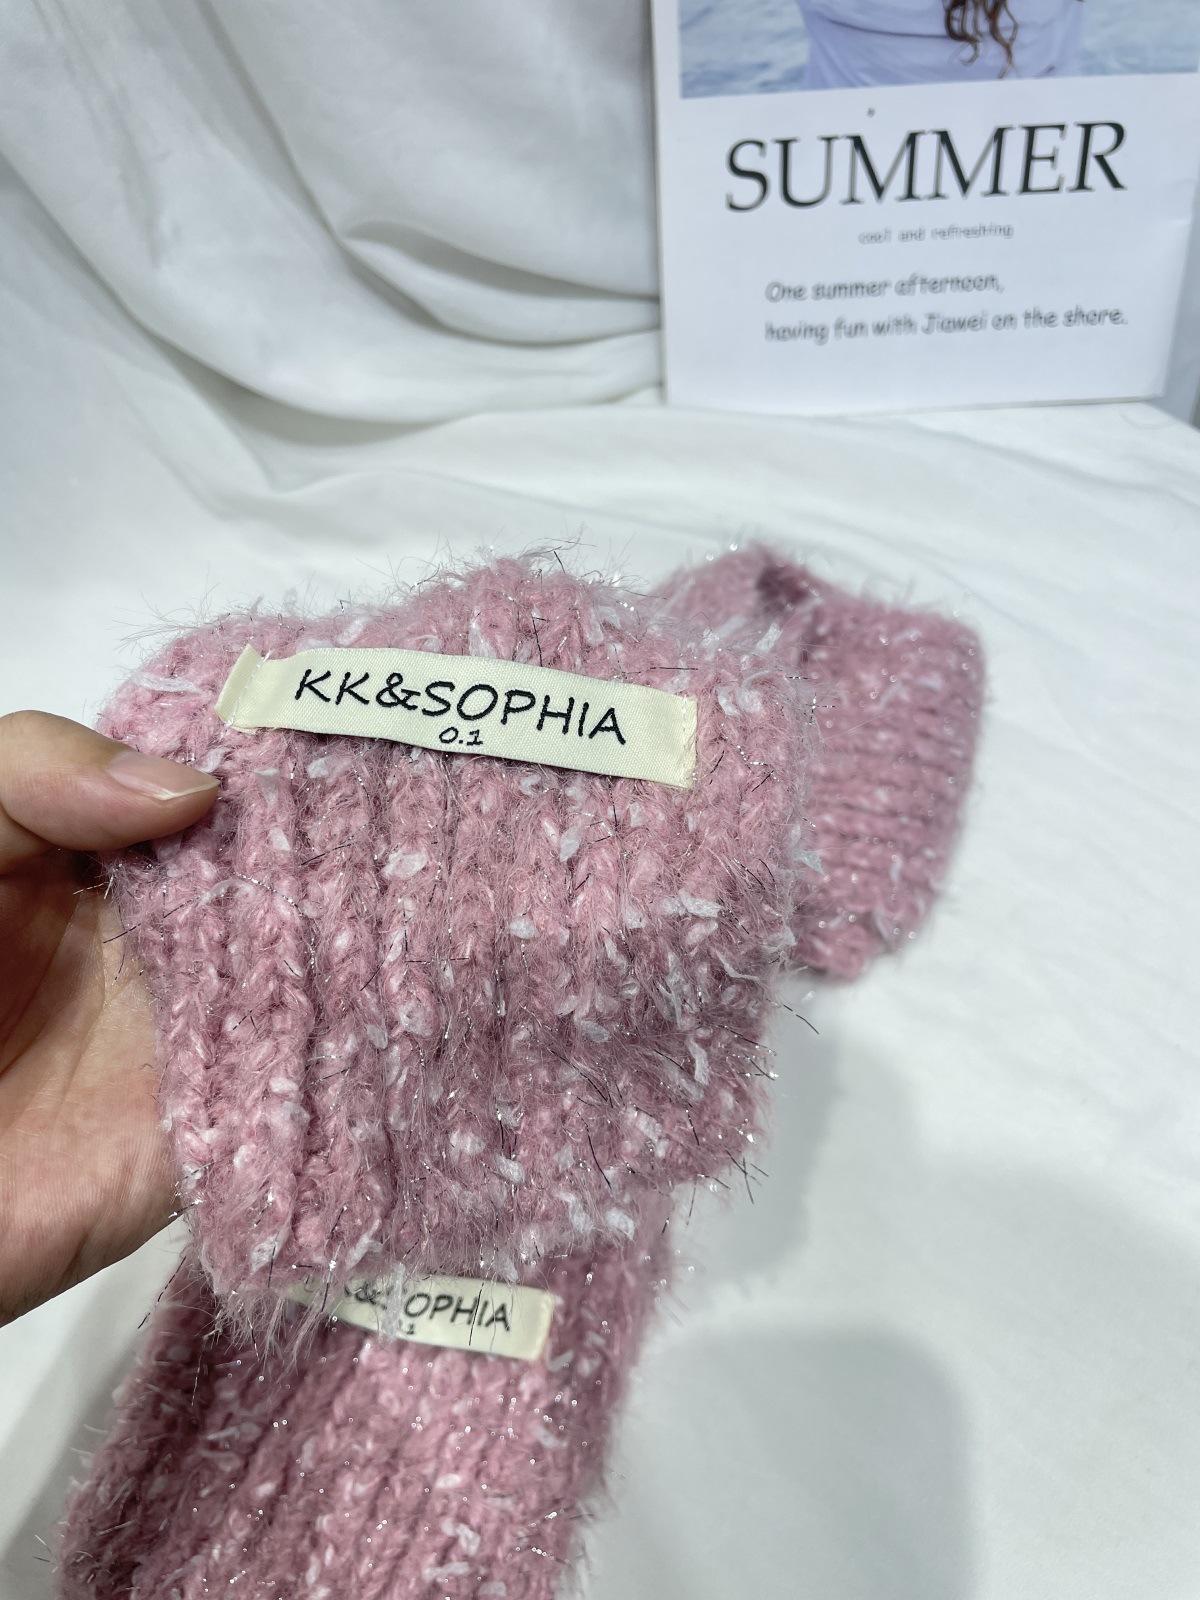 SUMMER
cool and refreshing
One summer afternoon,
having fun with Jiawei on the shore.
KK&SOPHIA
0.1
&SOPHIA